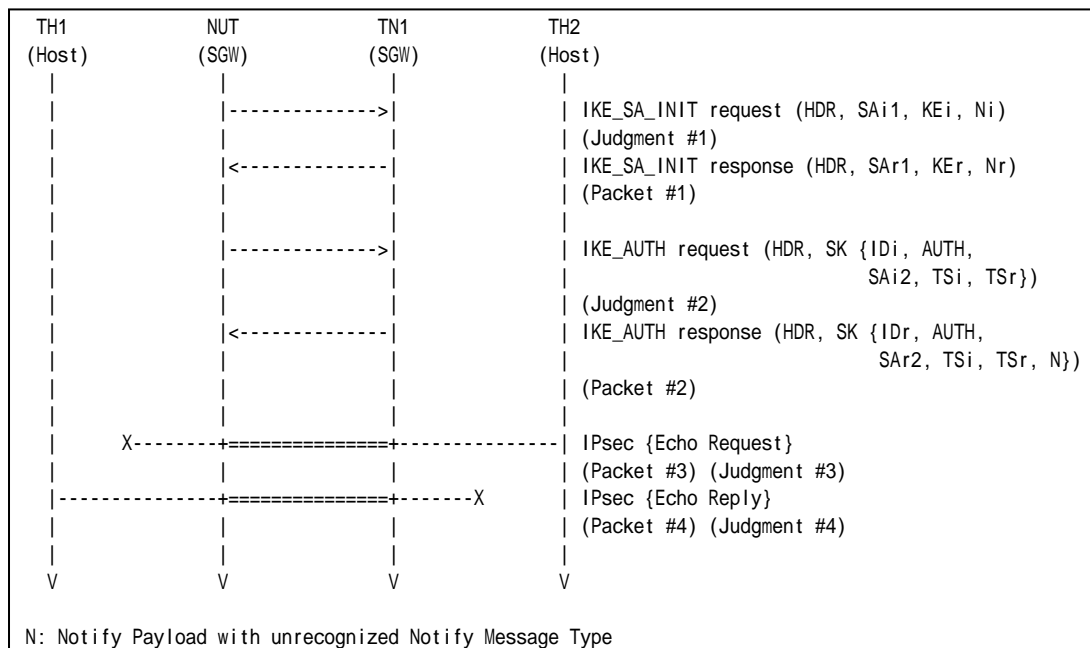 TH1 NUT TN1 TH2
(Host) (SGW) (SGW) (Host)
| | | |
| |-------------->| | IKE_SA_INIT request (HDR, SAi1, KEi, Ni)
| | | | (Judgment #1)
| |<--------------| | IKE_SA_INIT response (HDR, SAr1, KEr, Nr)
| | | | (Packet #1)
| | | |
| |-------------->| | IKE_AUTH request (HDR, SK {IDi, AUTH,
| | | | SAi2, TSi, TSr})
| | | | (Judgment #2)
| |<--------------| | IKE_AUTH response (HDR, SK {IDr, AUTH,
| | | | SAr2, TSi, TSr, N})
| | | | (Packet #2)
| | | |
| X--------+===============+---------------| IPsec {Echo Request}
| | | | (Packet #3) (Judgment #3)
|---------------+===============+-------X | IPsec {Echo Reply}
| | | | (Packet #4) (Judgment #4)
| | | |
V V V V
N: Notify Payload with unrecognized Notify Message Type